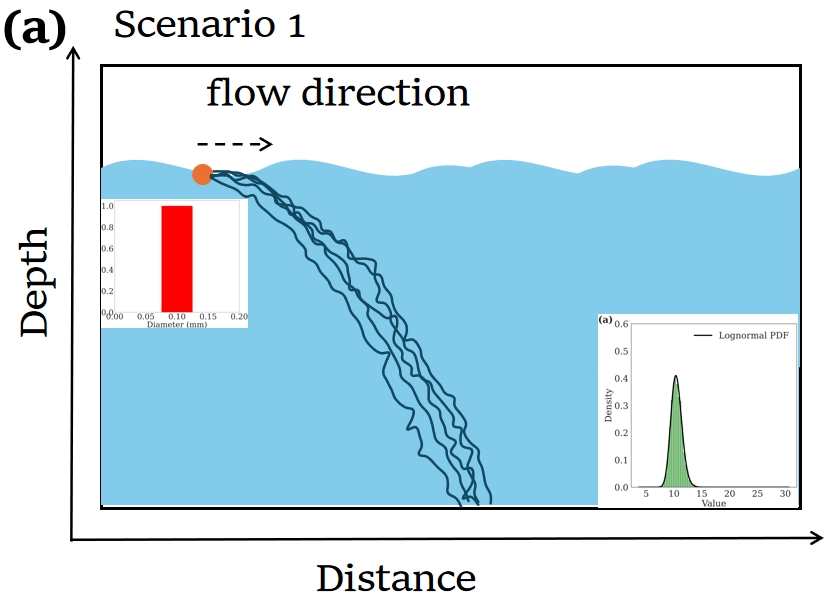 (a) Scenario 1
flow direction
Depth
1.0
0.8
0.6
0.4
0.2
0.0
0.00 0.05 0.10 0.15 0.20
Diameter (mm)
(a)
0.6
0.5
0.4
0.3
0.2
0.1
0.0
Density
Lognormal PDF
5 10 15 20 25 30
Value
Distance